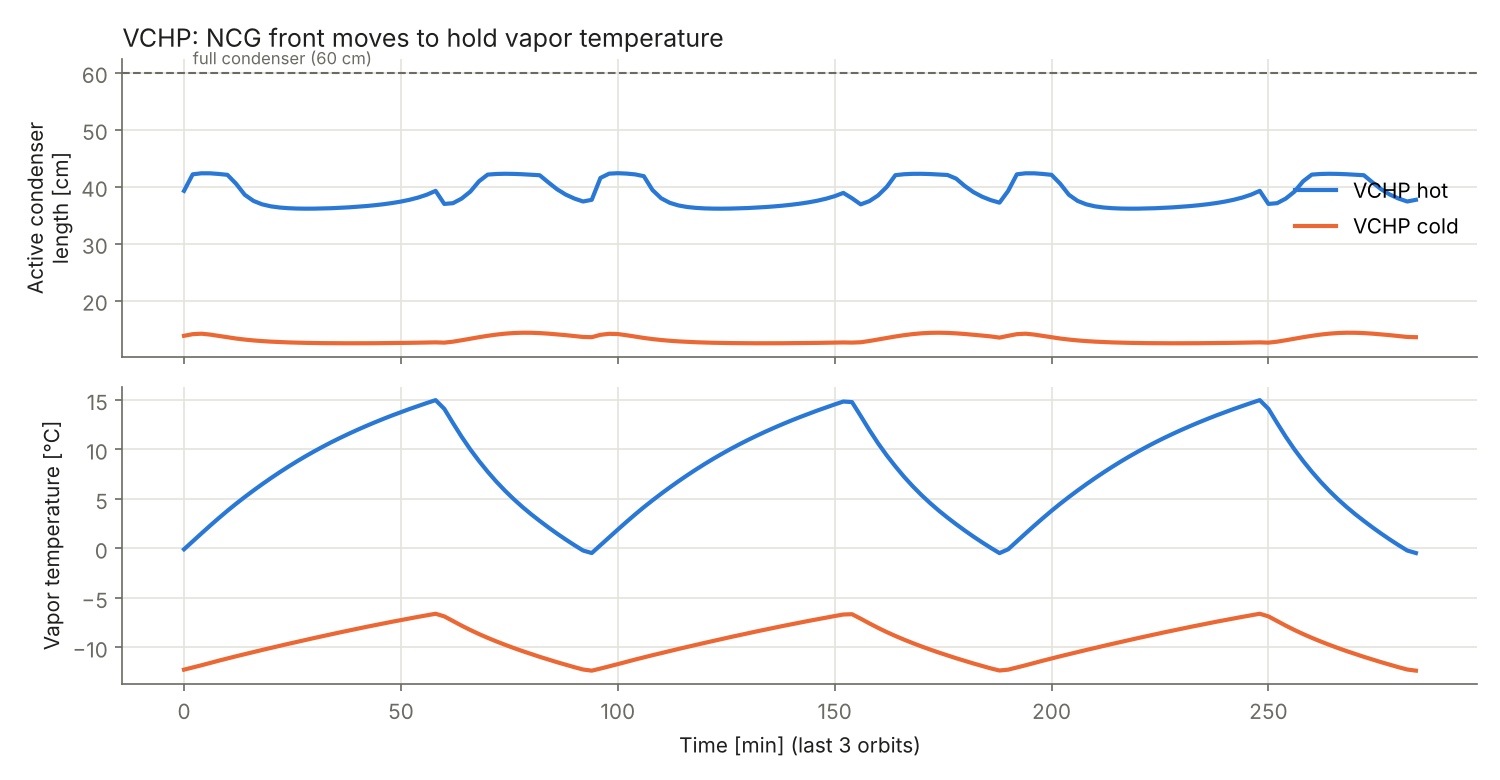 VCHP: NCG front moves to hold vapor temperature
full condenser (60 cm)
60
50
40
30
20
Active condenser
length [cm]
VCHP hot
VCHP cold
15
10
5
0
−5
−10
Vapor temperature [°C]
0 50 100 150 200 250
Time [min] (last 3 orbits)